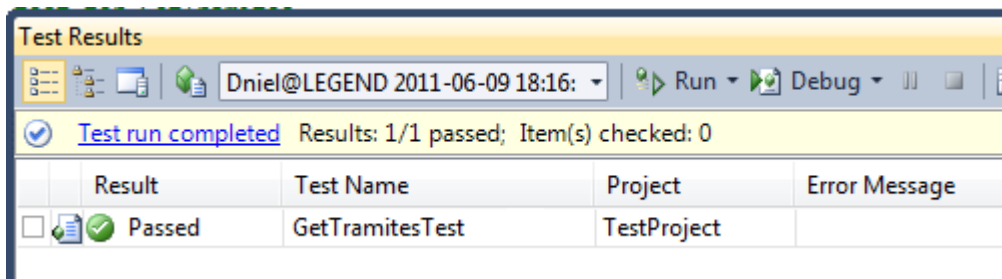 Test Results
Dniel@LEGEND 2011-06-09 18:16: Run Debug
Test run completed Results: 1/1 passed; Item(s) checked: 0
Result Test Name Project Error Message
Passed GetTramitesTest TestProject